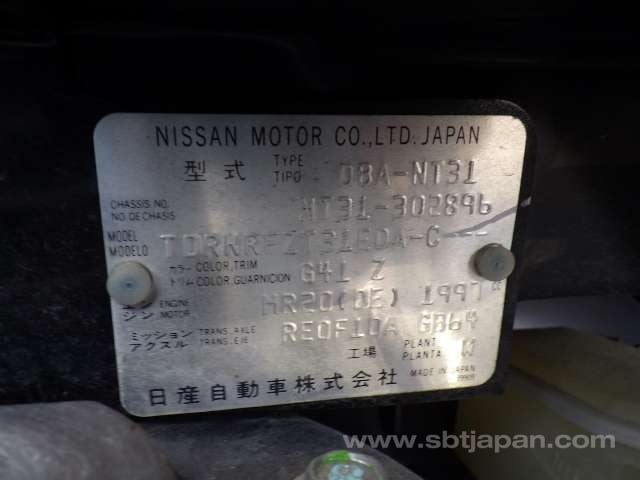 NISSAN MOTOR CO.,LTD. JAPAN
型式 TYPE TIPO DBA-NT31
CHASSIS NO. NO.DE CHASIS NT31-302896
MODEL MODELO
カラー COLOR,TRIM トリム COLOR,GUARNICION G41 Z
エンジン ENGINE MOTOR MR20(DE) 1997 cc
ミッション アクスル TRANS. AXLE TRANS. EJE RE0F10A GB64
工場 PLANT PLANTA
MADE IN JAPAN
日産自動車株式会社
www.sbtjapan.com